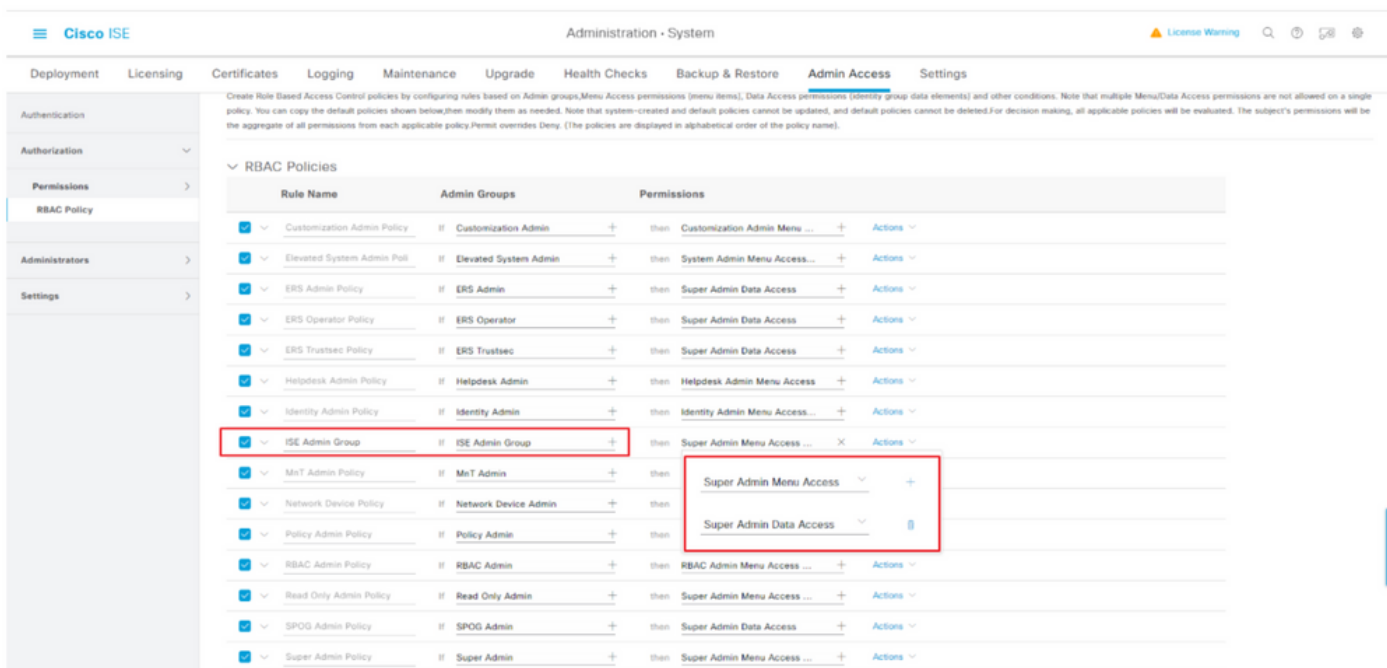 Cisco ISE
Administration · System
License Warning
Deployment Licensing Certificates Logging Maintenance Upgrade Health Checks Backup & Restore Admin Access Settings
Authentication
Authorization
Permissions
RBAC Policy
Administrators
Settings
Create Role Based Access Control policies by configuring rules based on Admin groups,Menu Access permissions (menu items), Data Access permissions (identity group data elements) and other conditions. Note that multiple Menu/Data Access permissions are not allowed on a single
policy. You can copy the default policies shown below,then modify them as needed. Note that system-created and default policies cannot be updated, and default policies cannot be deleted.For decision making, all applicable policies will be evaluated. The subject's permissions will be
the aggregate of all permissions from each applicable policy.Permit overrides Deny. (The policies are displayed in alphabetical order of the policy name).
RBAC Policies
Rule Name Admin Groups Permissions
Customization Admin Policy If Customization Admin + then Customization Admin Menu ... + Actions
Elevated System Admin Poli If Elevated System Admin + then System Admin Menu Access... + Actions
ERS Admin Policy If ERS Admin + then Super Admin Data Access + Actions
ERS Operator Policy If ERS Operator + then Super Admin Data Access + Actions
ERS Trustsec Policy If ERS Trustsec + then Super Admin Data Access + Actions
Helpdesk Admin Policy If Helpdesk Admin + then Helpdesk Admin Menu Access + Actions
Identity Admin Policy If Identity Admin + then Identity Admin Menu Access... + Actions
ISE Admin Group If ISE Admin Group + then Super Admin Menu Access ... × Actions
MnT Admin Policy If MnT Admin + then
Super Admin Menu Access +
Network Device Policy If Network Device Admin + then
Super Admin Data Access
Policy Admin Policy If Policy Admin + then
RBAC Admin Policy If RBAC Admin + then RBAC Admin Menu Access ... + Actions
Read Only Admin Policy If Read Only Admin + then Super Admin Menu Access ... + Actions
SPOG Admin Policy If SPOG Admin + then Super Admin Data Access + Actions
Super Admin Policy If Super Admin + then Super Admin Menu Access ... + Actions